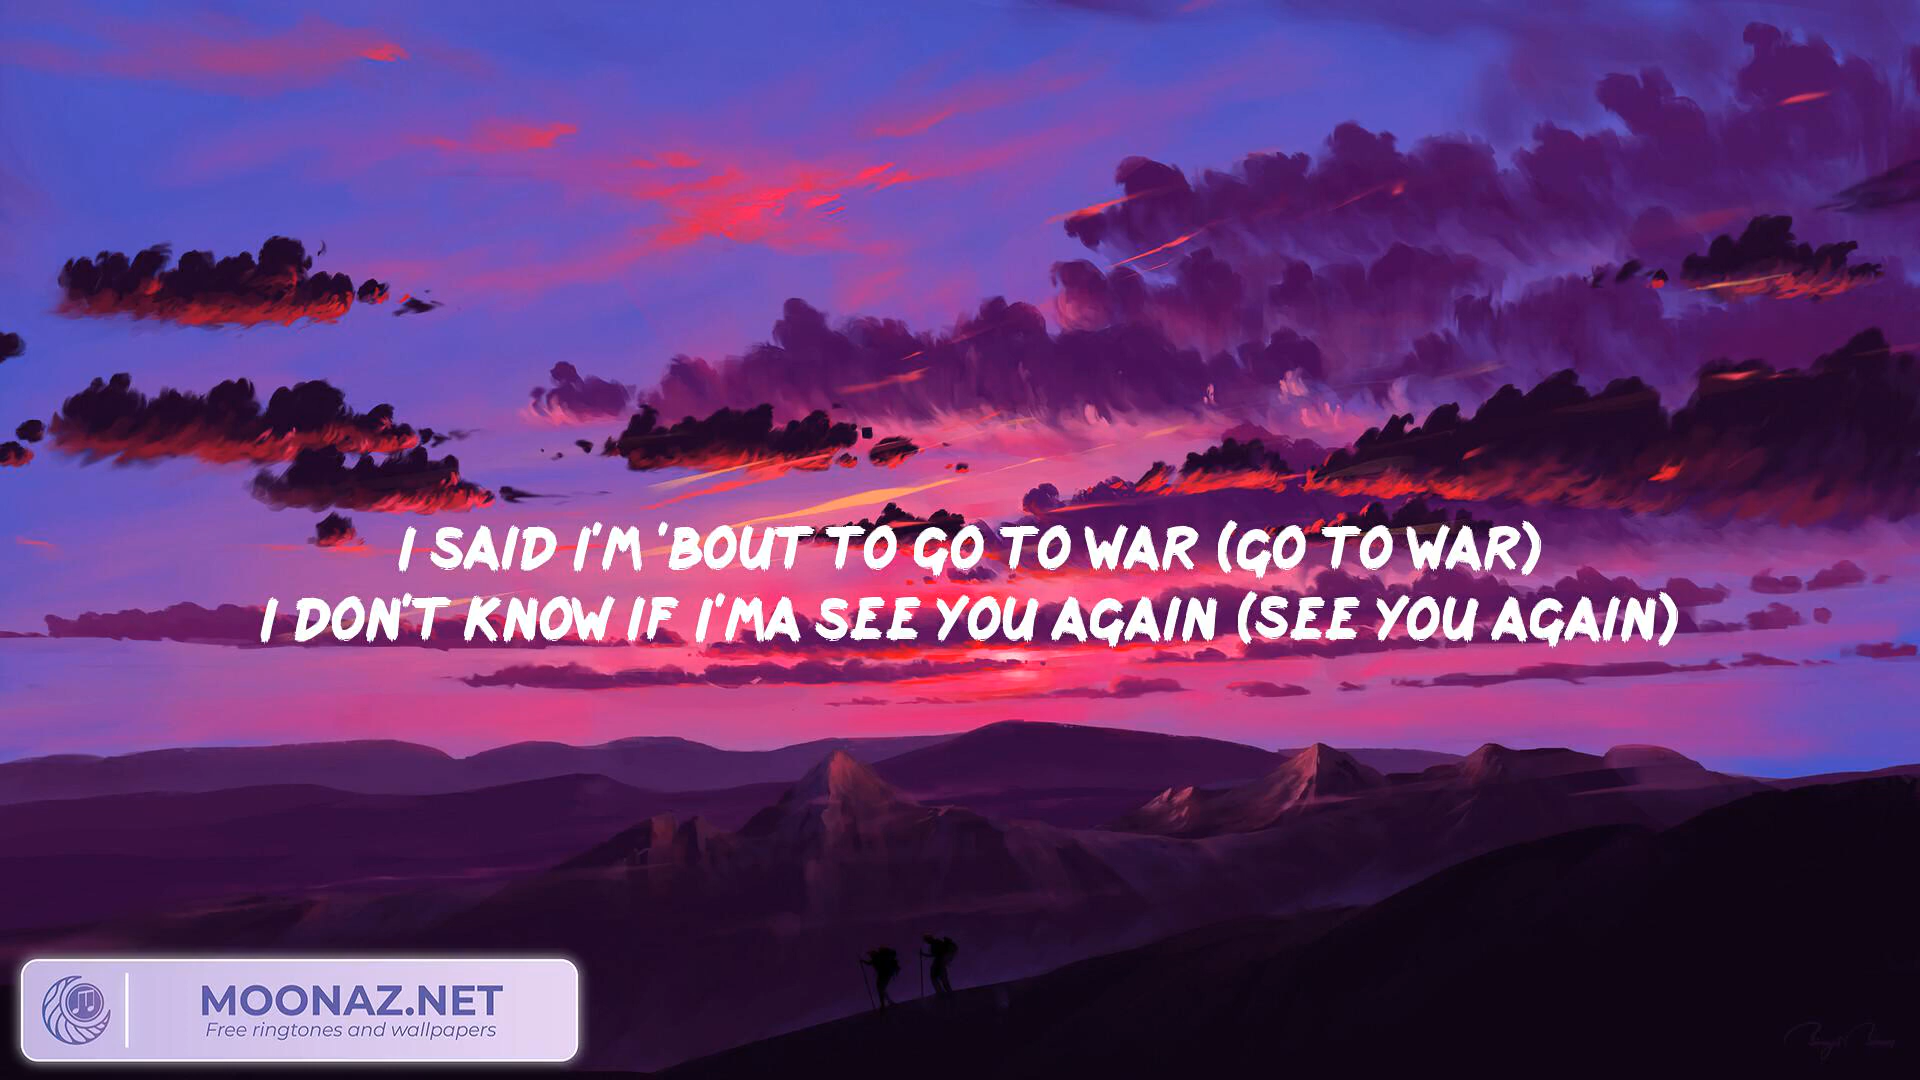 I SAID I'M 'BOUT TO GO TO WAR (GO TO WAR)
I DON'T KNOW IF I'MA SEE YOU AGAIN (SEE YOU AGAIN)
MOONAZ.NET
Free ringtones and wallpapers